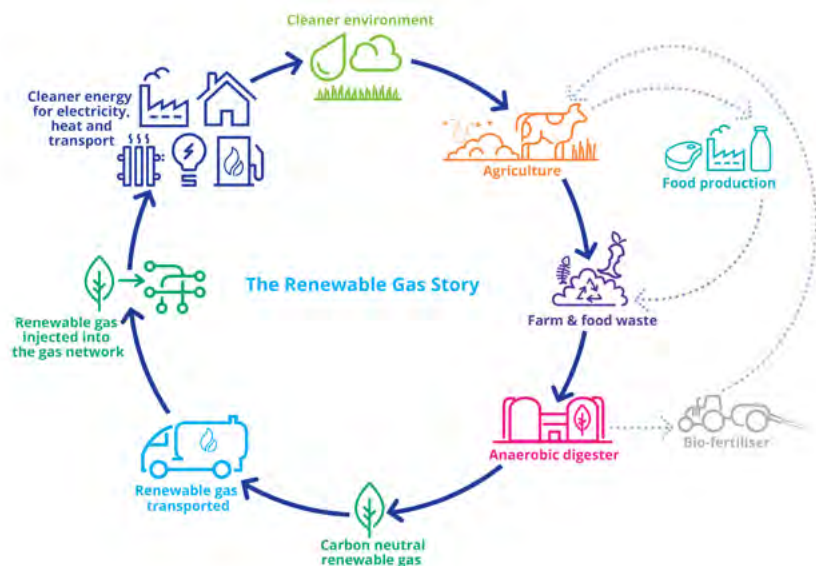 Cleaner environment
Cleaner energy
for electricity,
heat and
transport
Agriculture
Food production
The Renewable Gas Story
Farm & food waste
Renewable gas
injected into
the gas network
Bio-fertiliser
Anaerobic digester
Renewable gas
transported
Carbon neutral
renewable gas